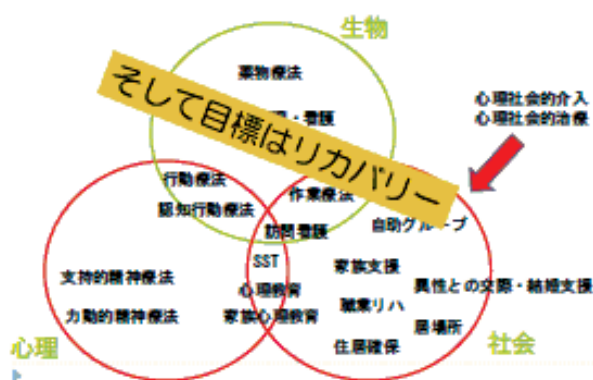 生物
薬物療法
・看護
そして目標はリカバリー
心理社会的介入
心理社会的治療
行動療法
作業療法
認知行動療法
訪問看護
自助グループ
SST
家族支援
支持的精神療法
心理教育
異性との交際・結婚支援
職業リハ
力動的精神療法
家族心理教育
居場所
住居確保
心理
社会